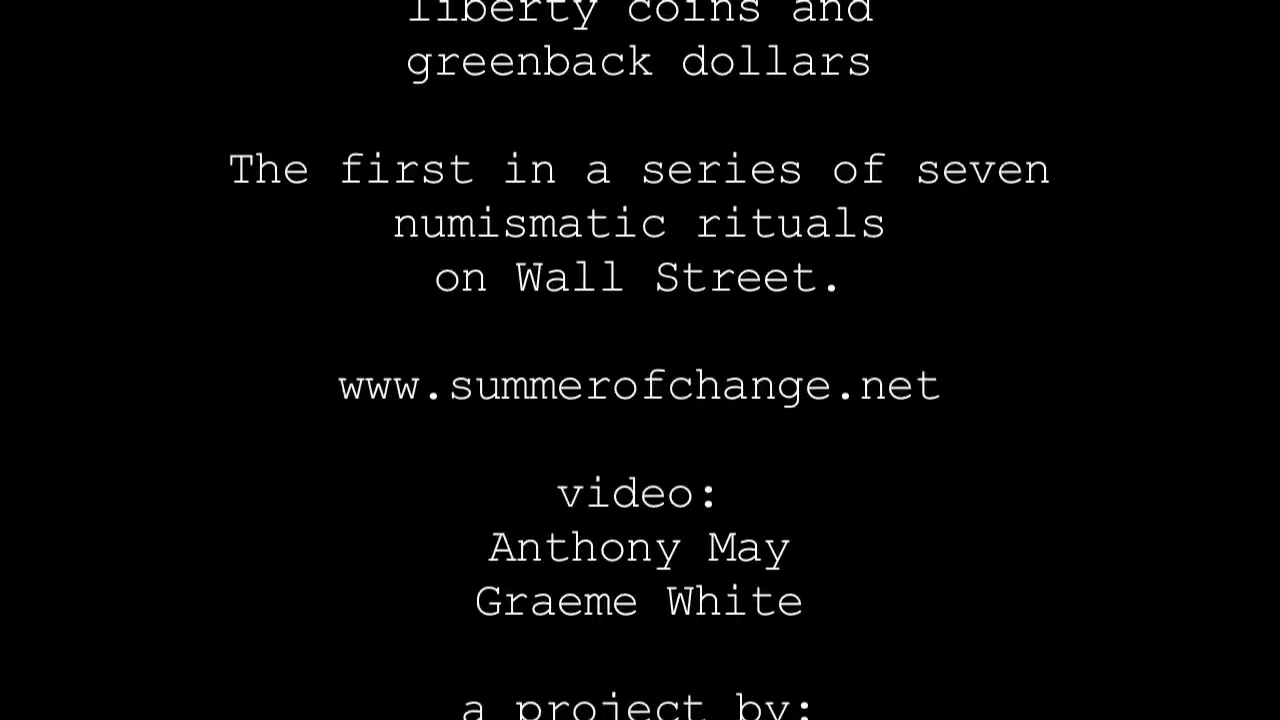 liberty coins and
greenback dollars
The first in a series of seven
numismatic rituals
on Wall Street.
www.summerofchange.net
video:
Anthony May
Graeme White
a project by: